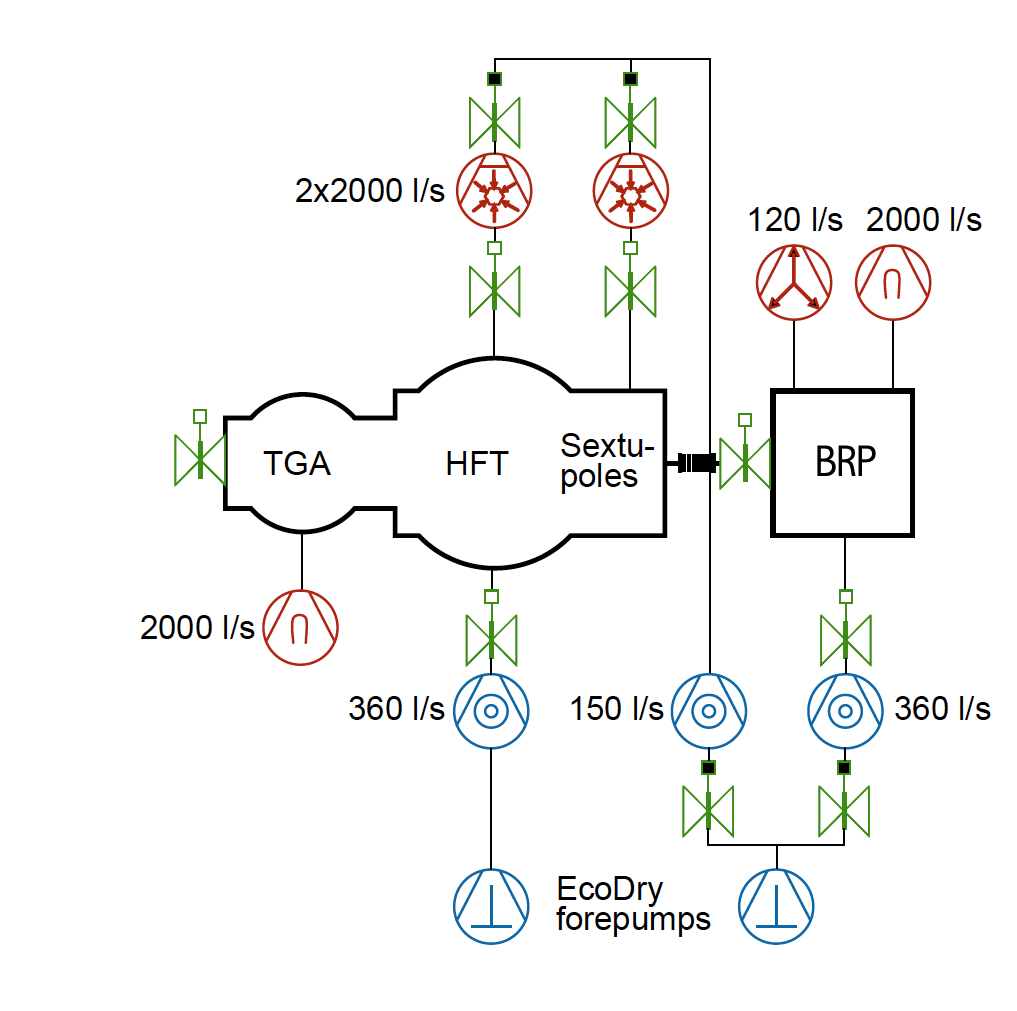 2x2000 l/s
120 l/s
2000 l/s
TGA
HFT
Sextu-
poles
BRP
2000 l/s
360 l/s
150 l/s
360 l/s
EcoDry
forepumps